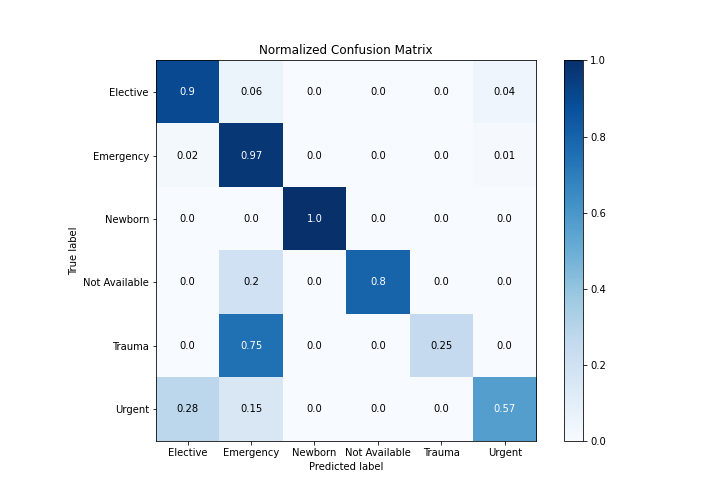 Normalized Confusion Matrix
True label
Elective 0.9 0.06 0.0 0.0 0.0 0.04
Emergency 0.02 0.97 0.0 0.0 0.0 0.01
Newborn 0.0 0.0 1.0 0.0 0.0 0.0
Not Available 0.0 0.2 0.0 0.8 0.0 0.0
Trauma 0.0 0.75 0.0 0.0 0.25 0.0
Urgent 0.28 0.15 0.0 0.0 0.0 0.57
Elective Emergency Newborn Not Available Trauma Urgent
Predicted label
1.0
0.8
0.6
0.4
0.2
0.0